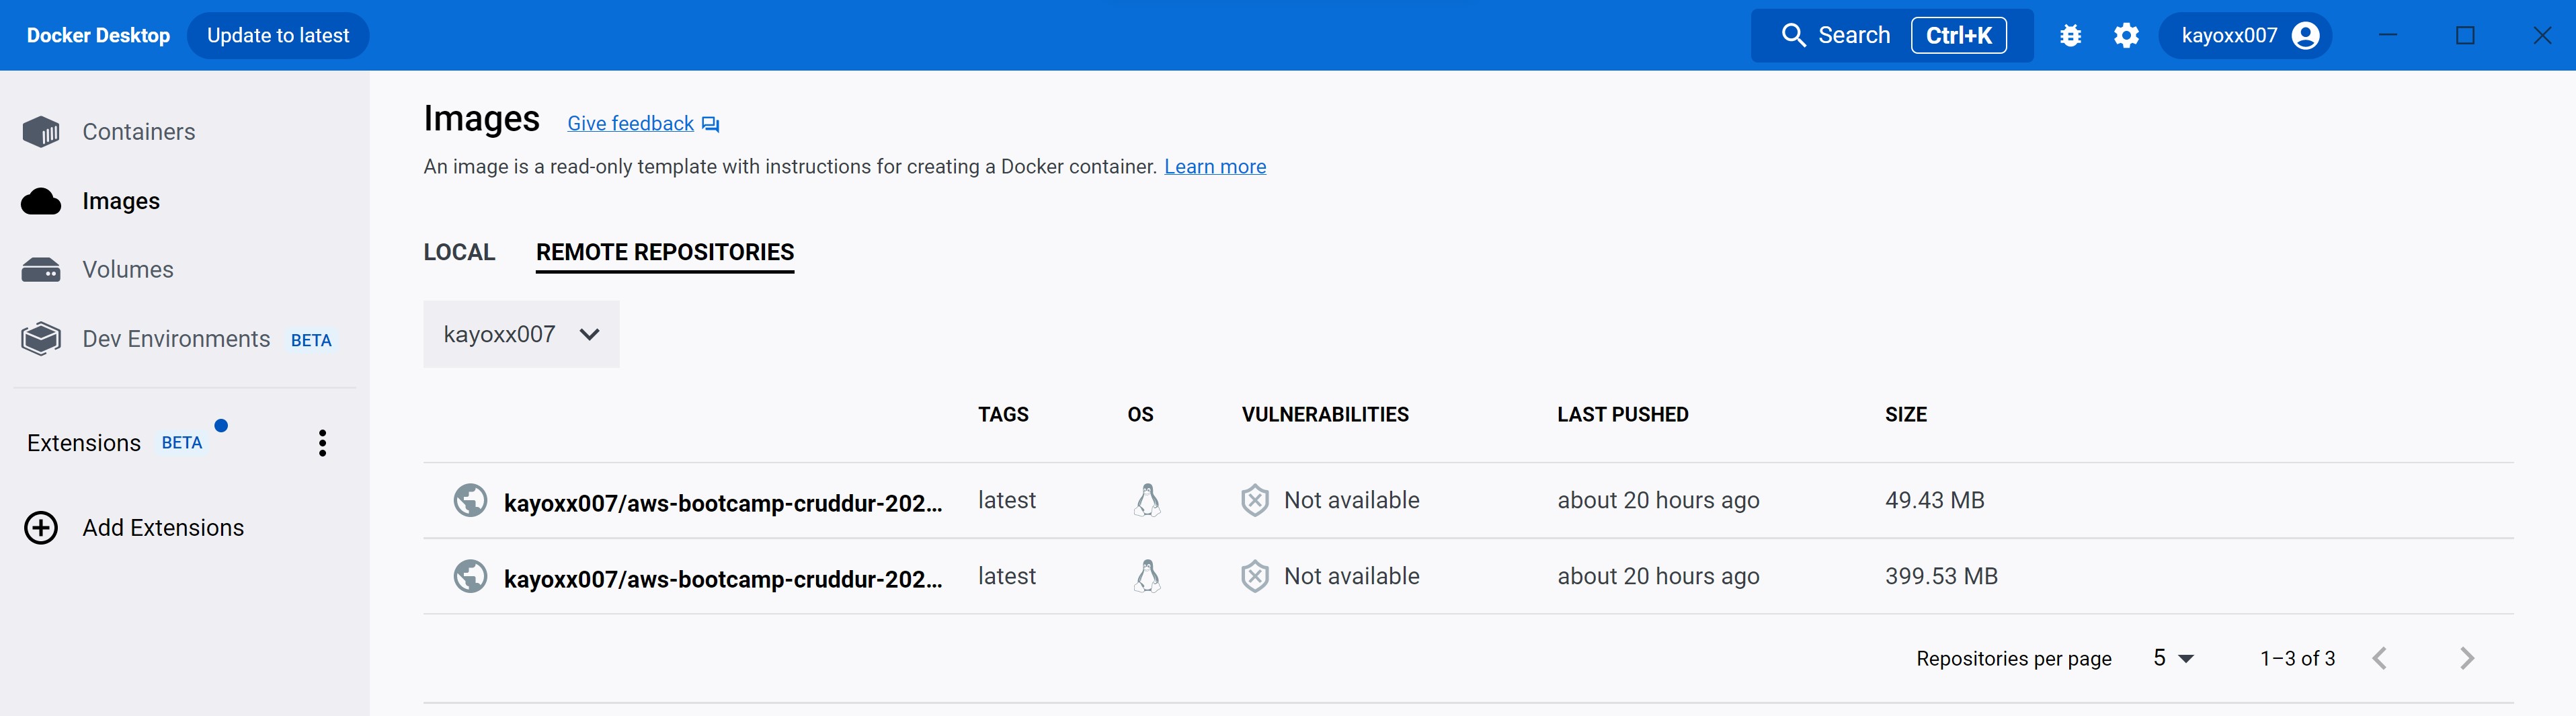 Docker Desktop Update to latest Search Ctrl+K kayoxx007
Containers
Images
Volumes
Dev Environments BETA
Extensions BETA
Add Extensions
Images Give feedback
An image is a read-only template with instructions for creating a Docker container. Learn more
LOCAL REMOTE REPOSITORIES
kayoxx007
TAGS OS VULNERABILITIES LAST PUSHED SIZE
kayoxx007/aws-bootcamp-cruddur-202... latest Not available about 20 hours ago 49.43 MB
kayoxx007/aws-bootcamp-cruddur-202... latest Not available about 20 hours ago 399.53 MB
Repositories per page 5 1–3 of 3